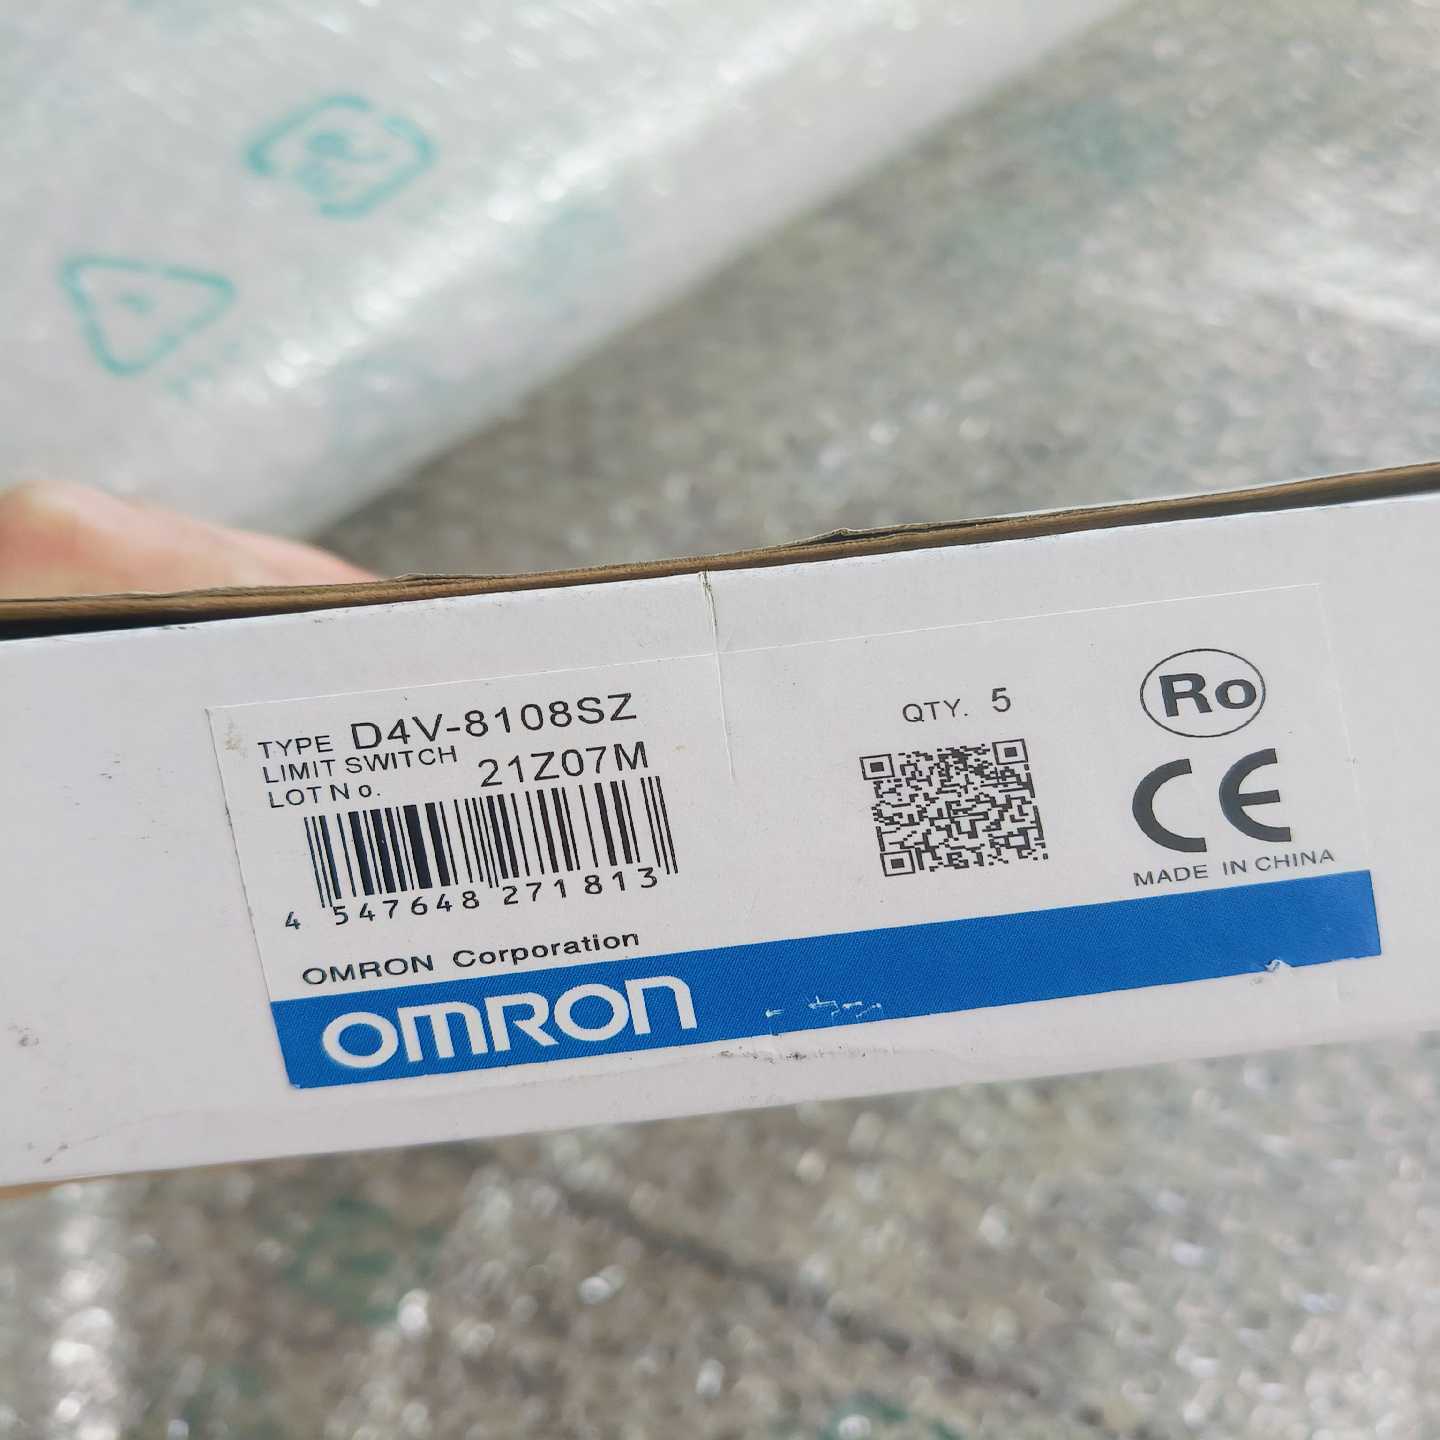 TYPE D4V-8108SZ
LIMIT SWITCH
LOT No. 21Z07M
4 547648 271813
OMRON Corporation
OMRON
QTY. 5
Ro
CE
MADE IN CHINA